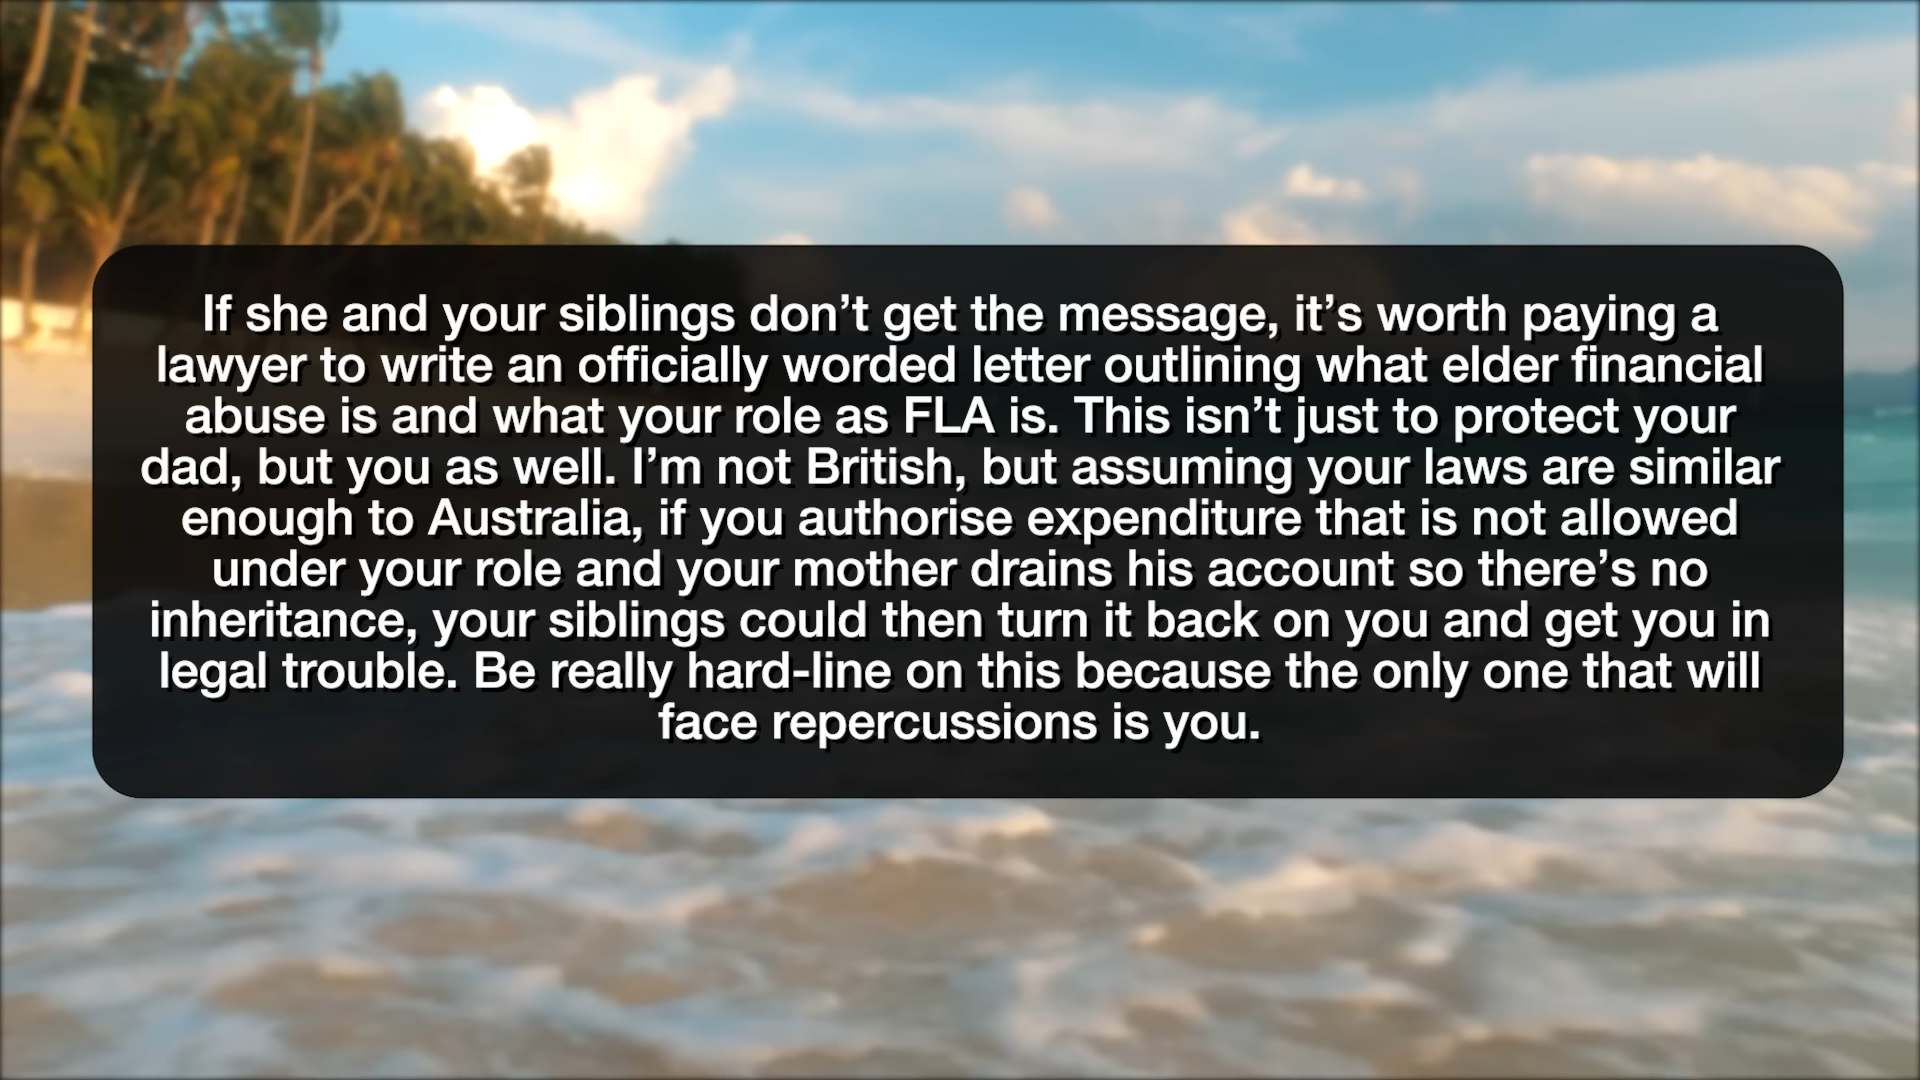 If she and your siblings don’t get the message, it’s worth paying a
lawyer to write an officially worded letter outlining what elder financial
abuse is and what your role as FLA is. This isn’t just to protect your
dad, but you as well. I’m not British, but assuming your laws are similar
enough to Australia, if you authorise expenditure that is not allowed
under your role and your mother drains his account so there’s no
inheritance, your siblings could then turn it back on you and get you in
legal trouble. Be really hard-line on this because the only one that will
face repercussions is you.